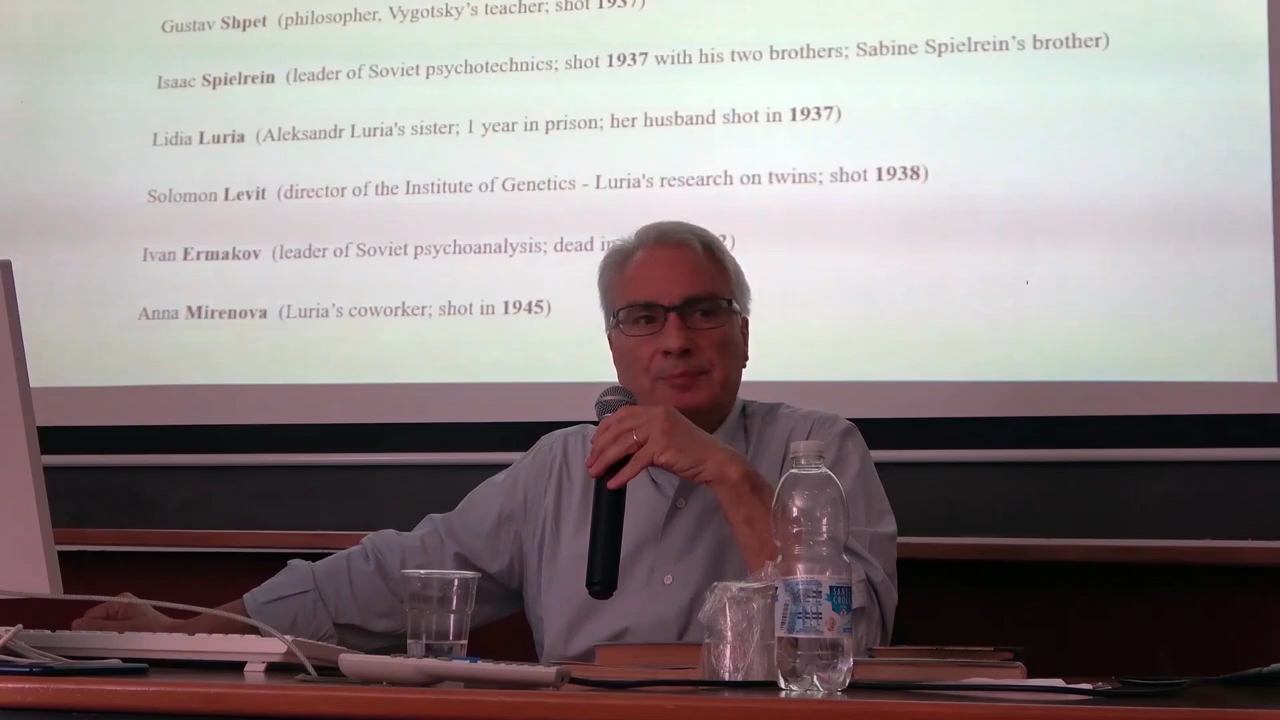 Gustav Shpet (philosopher, Vygotsky's teacher; shot 1937)
Isaac Spielrein (leader of Soviet psychotechnics; shot 1937 with his two brothers; Sabine Spielrein's brother)
Lidia Luria (Aleksandr Luria's sister; 1 year in prison; her husband shot in 1937)
Solomon Levit (director of the Institute of Genetics - Luria's research on twins; shot 1938)
Ivan Ermakov (leader of Soviet psychoanalysis; dead in 2)
Anna Mirenova (Luria's coworker; shot in 1945)
SANTA
CROCE